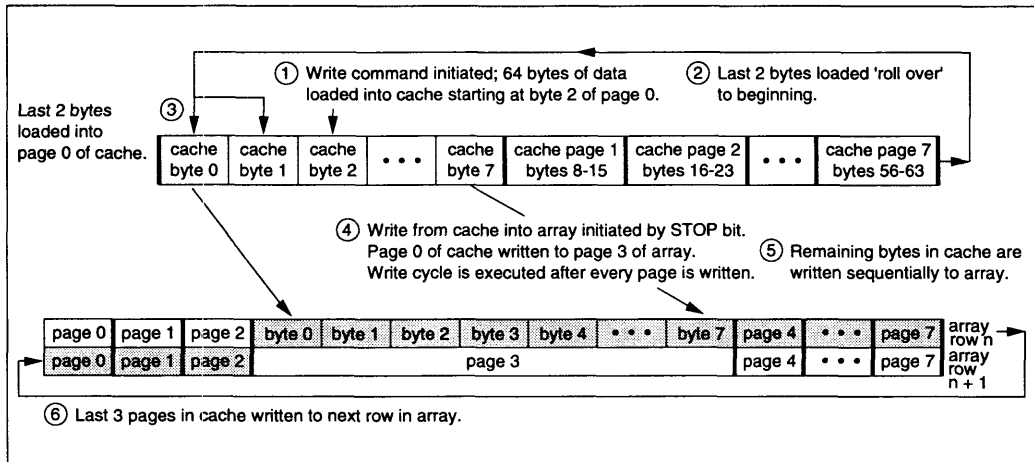 ① Write command initiated; 64 bytes of data
loaded into cache starting at byte 2 of page 0.
② Last 2 bytes loaded 'roll over'
to beginning.
Last 2 bytes
loaded into
page 0 of cache.
③
cache byte 0
cache byte 1
cache byte 2
• • •
cache byte 7
cache page 1 bytes 8-15
cache page 2 bytes 16-23
• • •
cache page 7 bytes 56-63
④ Write from cache into array initiated by STOP bit.
Page 0 of cache written to page 3 of array.
Write cycle is executed after every page is written.
⑤ Remaining bytes in cache are
written sequentially to array.
page 0 page 1 page 2 byte 0 byte 1 byte 2 byte 3 byte 4 • • • byte 7 page 4 • • • page 7 array row n
page 0 page 1 page 2 page 3 page 4 • • • page 7 array row n + 1
⑥ Last 3 pages in cache written to next row in array.